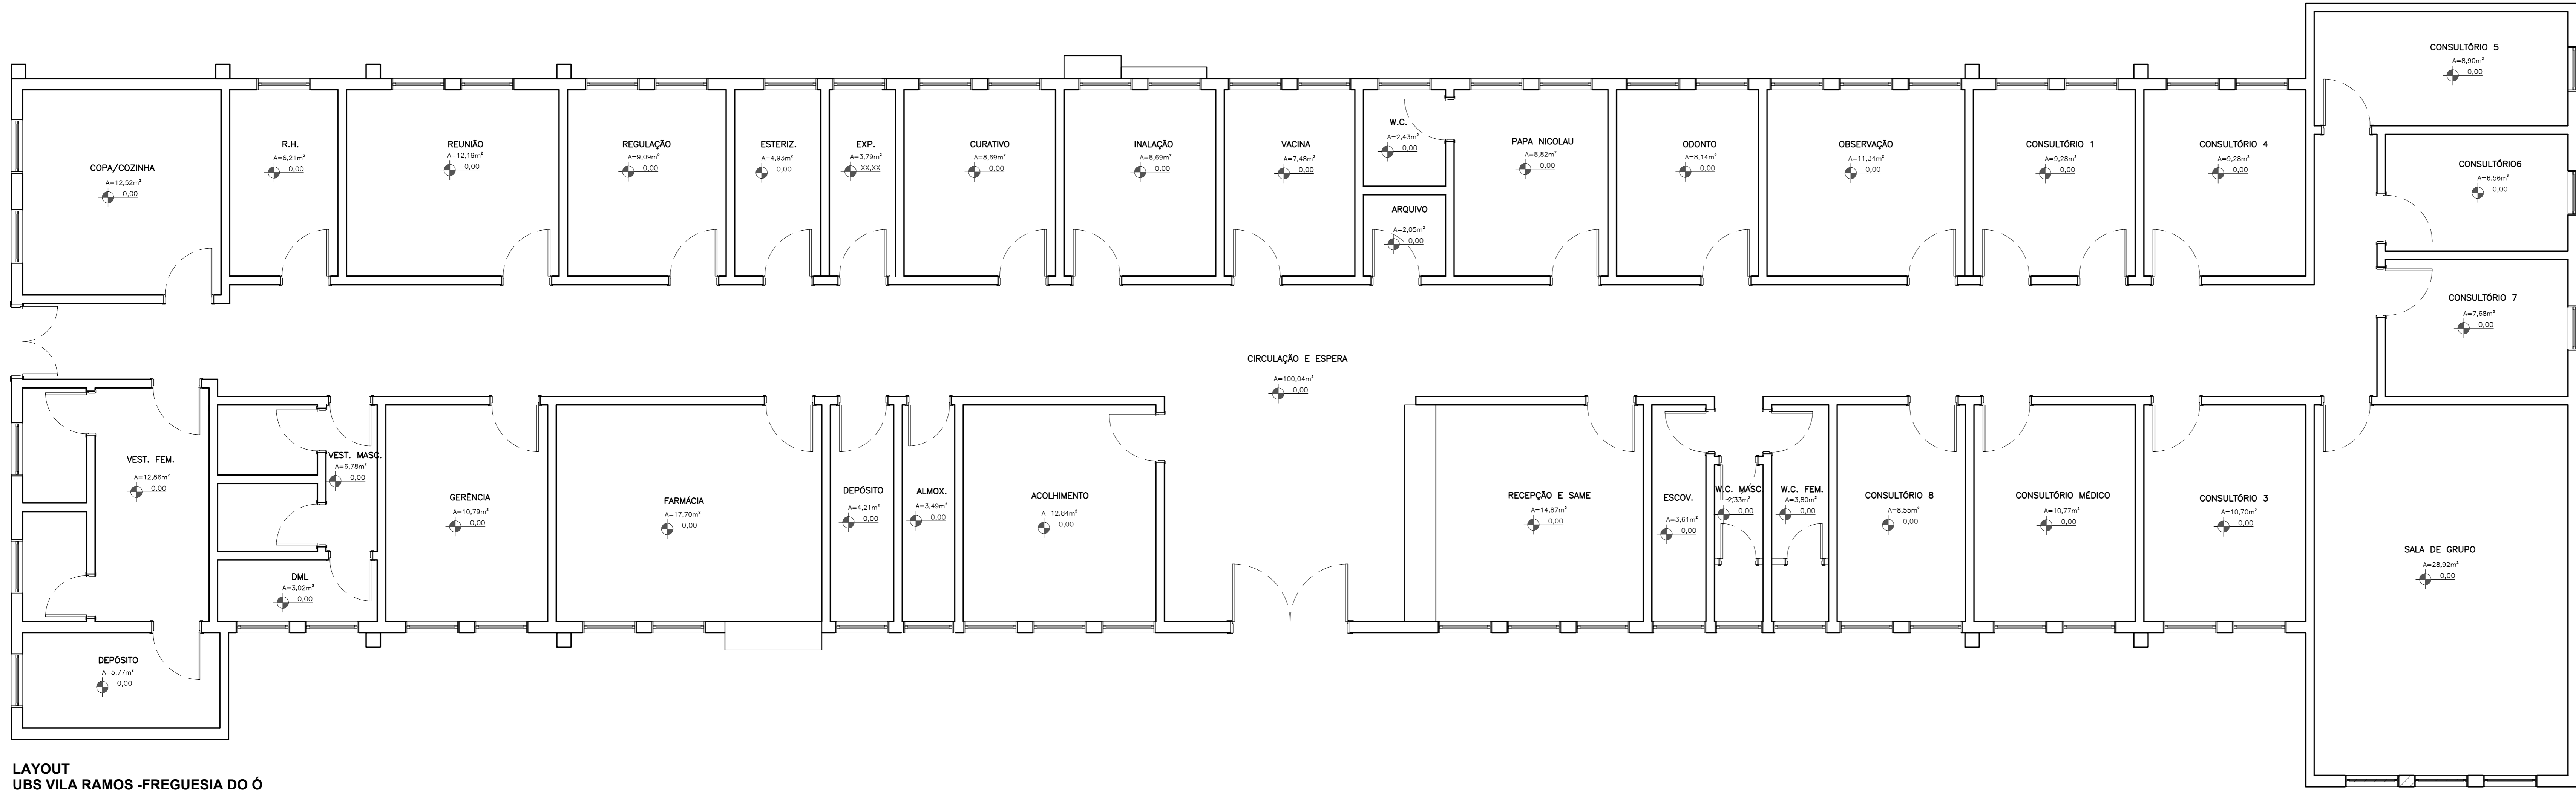 CONSULTÓRIO 5
A=8,90m²
0,00
COPA/COZINHA
A=12,52m²
0,00
R.H.
A=6,21m²
0,00
REUNIÃO
A=12,19m²
0,00
REGULAÇÃO
A=9,09m²
0,00
ESTERIZ.
A=4,93m²
0,00
EXP.
A=3,79m²
XX,XX
CURATIVO
A=8,69m²
0,00
INALAÇÃO
A=8,69m²
0,00
VACINA
A=7,48m²
0,00
W.C.
A=2,43m²
0,00
ARQUIVO
A=2,05m²
0,00
PAPA NICOLAU
A=8,82m²
0,00
ODONTO
A=8,14m²
0,00
OBSERVAÇÃO
A=11,34m²
0,00
CONSULTÓRIO 1
A=9,28m²
0,00
CONSULTÓRIO 4
A=9,28m²
0,00
CONSULTÓRIO6
A=6,56m²
0,00
CONSULTÓRIO 7
A=7,68m²
0,00
CIRCULAÇÃO E ESPERA
A=100,04m²
0,00
VEST. FEM.
A=12,86m²
0,00
VEST. MASC.
A=6,78m²
0,00
GERÊNCIA
A=10,79m²
0,00
FARMÁCIA
A=17,70m²
0,00
DEPÓSITO
A=4,21m²
0,00
ALMOX.
A=3,49m²
0,00
ACOLHIMENTO
A=12,84m²
0,00
RECEPÇÃO E SAME
A=14,87m²
0,00
ESCOV.
A=3,61m²
0,00
W.C. MASC.
2,33m²
0,00
W.C. FEM.
A=3,80m²
0,00
CONSULTÓRIO 8
A=8,55m²
0,00
CONSULTÓRIO MÉDICO
A=10,77m²
0,00
CONSULTÓRIO 3
A=10,70m²
0,00
SALA DE GRUPO
A=28,92m²
0,00
DML
A=3,02m²
0,00
DEPÓSITO
A=5,77m²
0,00
LAYOUT
UBS VILA RAMOS -FREGUESIA DO Ó